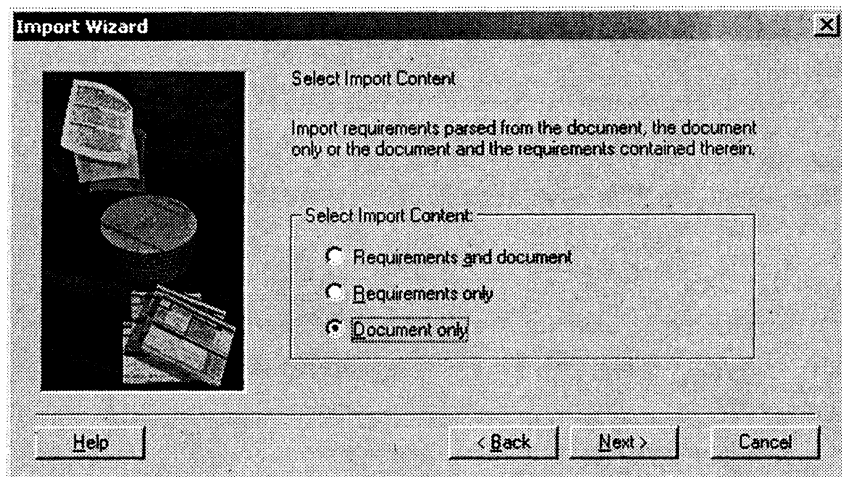 Import Wizard
Select Import Content
Import requirements parsed from the document, the document
only or the document and the requirements contained therein.
Select Import Content:
Requirements and document
Requirements only
Document only
Help
< Back
Next >
Cancel